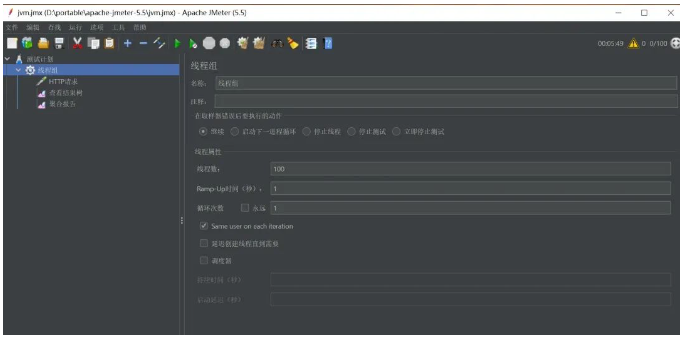 jvm.jmx (D:\portable\apache-jmeter-5.5\jvm.jmx) - Apache JMeter (5.5)
文件 编辑 查找 运行 选项 工具 帮助
00:05:49 0 0/100
测试计划
线程组
HTTP请求
查看结果树
聚合报告
线程组
名称： 线程组
注释：
在取样器错误后要执行的动作
继续 启动下一进程循环 停止线程 停止测试 立即停止测试
线程属性
线程数： 100
Ramp-Up时间（秒）： 1
循环次数 永远 1
Same user on each iteration
延迟创建线程直到需要
调度器
持续时间（秒）
启动延迟（秒）